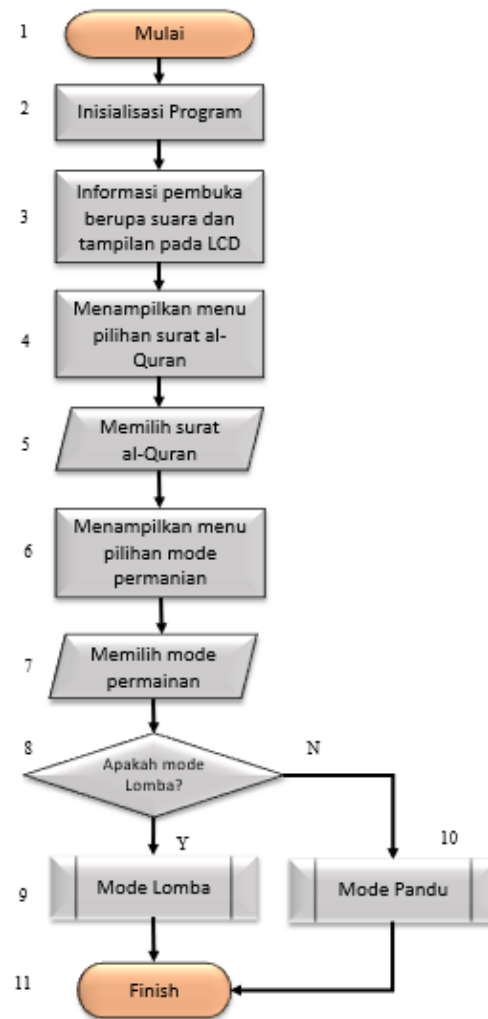 1
Mulai
2
Inisialisasi Program
3
Informasi pembuka
berupa suara dan
tampilan pada LCD
4
Menampilkan menu
pilihan surat al-
Quran
5
Memilih surat
al-Quran
6
Menampilkan menu
pilihan mode
permanian
7
Memilih mode
permainan
8
Apakah mode
Lomba?
N
Y
9
Mode Lomba
10
Mode Pandu
11
Finish